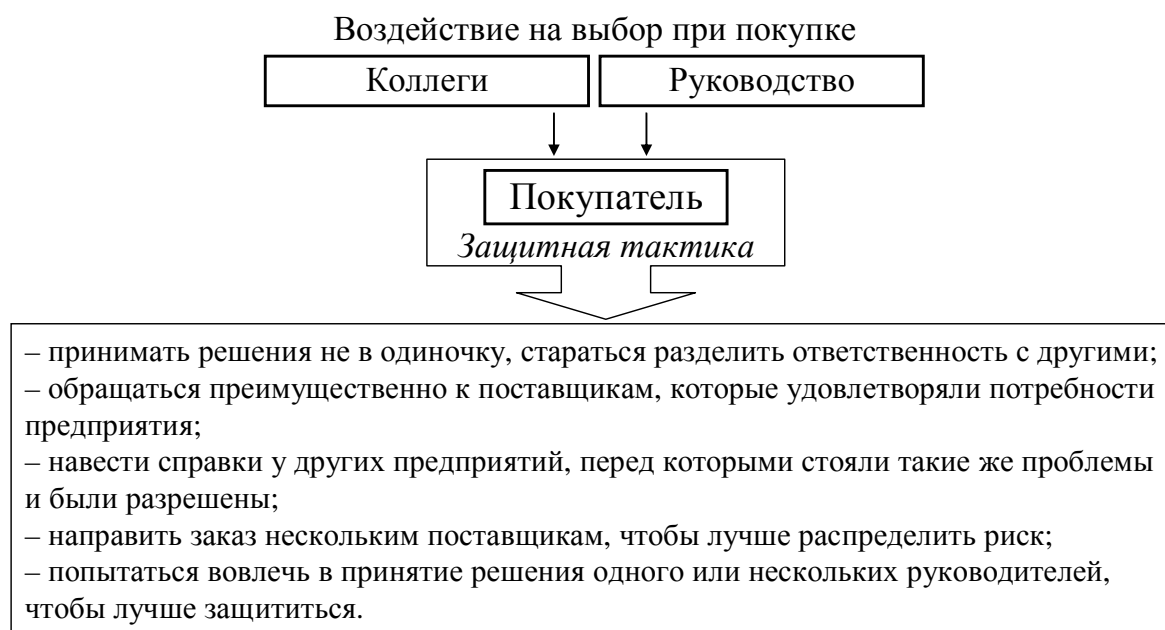 Воздействие на выбор при покупке
Коллеги
Руководство
Покупатель
Защитная тактика
– принимать решения не в одиночку, стараться разделить ответственность с другими;
– обращаться преимущественно к поставщикам, которые удовлетворяли потребности
предприятия;
– навести справки у других предприятий, перед которыми стояли такие же проблемы
и были разрешены;
– направить заказ нескольким поставщикам, чтобы лучше распределить риск;
– попытаться вовлечь в принятие решения одного или нескольких руководителей,
чтобы лучше защититься.